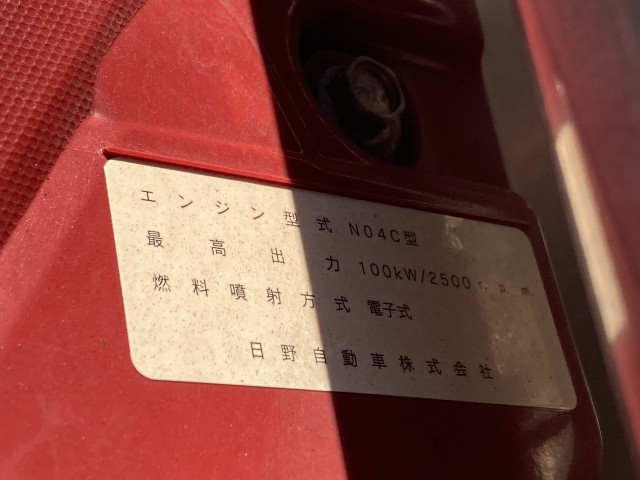 エンジン型式 N04C型
最高出力 100kW/2500r.p.m.
燃料噴射方式 電子式
日野自動車株式会社